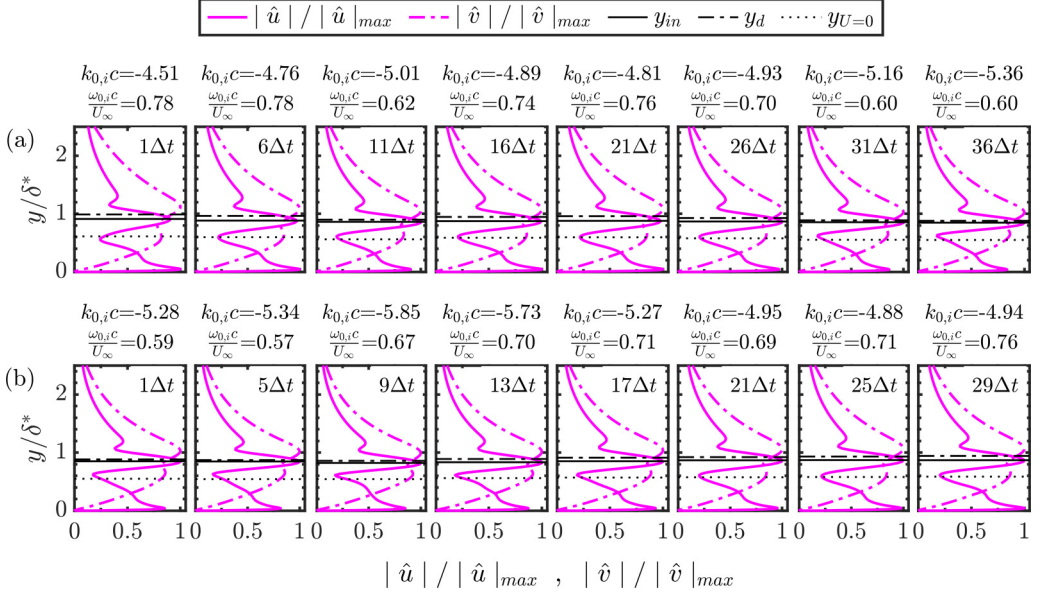 | û | / | û |max | v̂ | / | v̂ |max yin yd yU=0
k0,ic=-4.51 k0,ic=-4.76 k0,ic=-5.01 k0,ic=-4.89 k0,ic=-4.81 k0,ic=-4.93 k0,ic=-5.16 k0,ic=-5.36
ω0,ic/U∞=0.78 ω0,ic/U∞=0.78 ω0,ic/U∞=0.62 ω0,ic/U∞=0.74 ω0,ic/U∞=0.76 ω0,ic/U∞=0.70 ω0,ic/U∞=0.60 ω0,ic/U∞=0.60
(a) 1Δt 6Δt 11Δt 16Δt 21Δt 26Δt 31Δt 36Δt
2
y/δ*
1
0
k0,ic=-5.28 k0,ic=-5.34 k0,ic=-5.85 k0,ic=-5.73 k0,ic=-5.27 k0,ic=-4.95 k0,ic=-4.88 k0,ic=-4.94
ω0,ic/U∞=0.59 ω0,ic/U∞=0.57 ω0,ic/U∞=0.67 ω0,ic/U∞=0.70 ω0,ic/U∞=0.71 ω0,ic/U∞=0.69 ω0,ic/U∞=0.71 ω0,ic/U∞=0.76
(b) 1Δt 5Δt 9Δt 13Δt 17Δt 21Δt 25Δt 29Δt
2
y/δ*
1
0
0 0.5 1 0 0.5 1 0 0.5 1 0 0.5 1 0 0.5 1 0 0.5 1 0 0.5 1 0 0.5 1
| û | / | û |max , | v̂ | / | v̂ |max